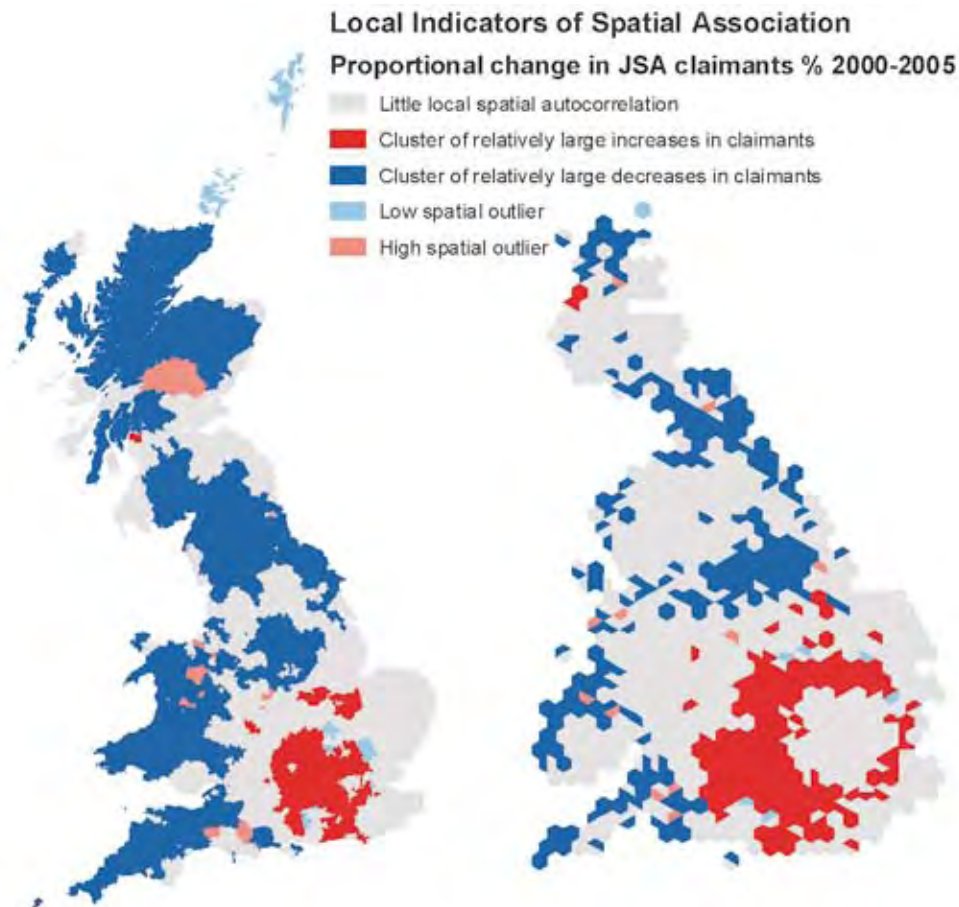 Local Indicators of Spatial Association
Proportional change in JSA claimants % 2000-2005
Little local spatial autocorrelation
Cluster of relatively large increases in claimants
Cluster of relatively large decreases in claimants
Low spatial outlier
High spatial outlier